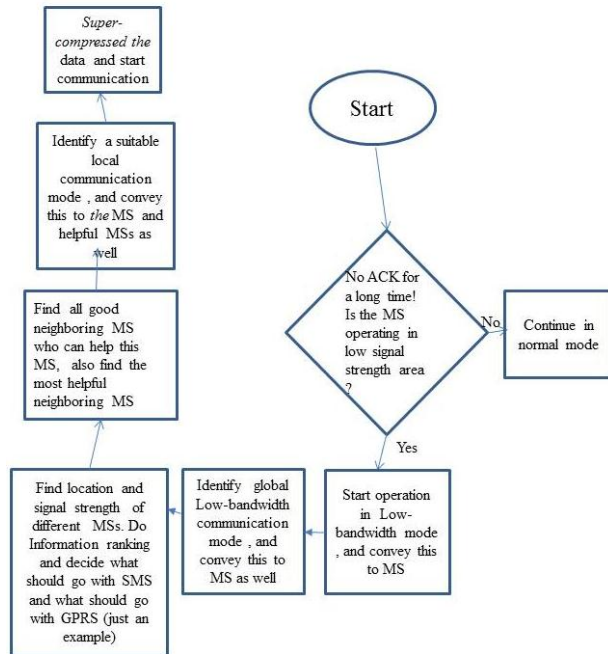 Start
No ACK for
a long time!
Is the MS
operating in
low signal
strength area
?
No
Continue in
normal mode
Yes
Start operation
in Low-
bandwidth mode
, and convey this
to MS
Identify global
Low-bandwidth
communication
mode , and
convey this to
MS as well
Find location and
signal strength of
different MSs. Do
Information ranking
and decide what
should go with SMS
and what should go
with GPRS (just an
example)
Find all good
neighboring MS
who can help this
MS, also find the
most helpful
neighboring MS
Identify a suitable
local
communication
mode , and convey
this to the MS and
helpful MSs as
well
Super-
compressed the
data and start
communication